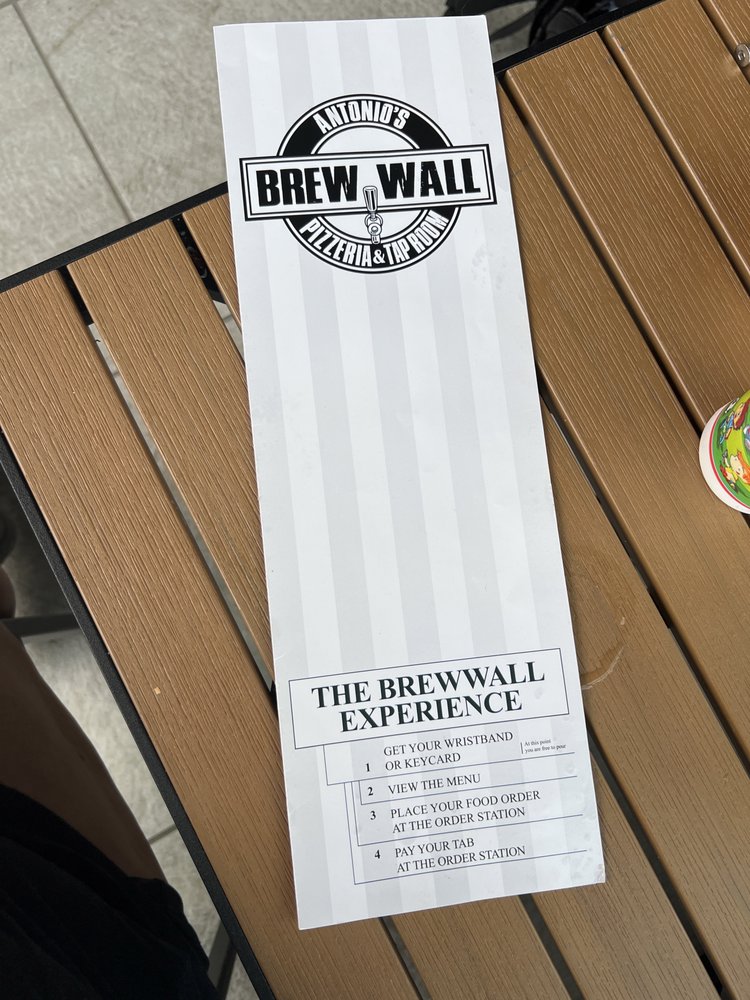 ANTONIO'S
BREW WALL
PIZZERIA & TAP ROOM
THE BREWWALL
EXPERIENCE
1 GET YOUR WRISTBAND
OR KEYCARD
At this point
you are free to pour
2 VIEW THE MENU
3 PLACE YOUR FOOD ORDER
AT THE ORDER STATION
4 PAY YOUR TAB
AT THE ORDER STATION